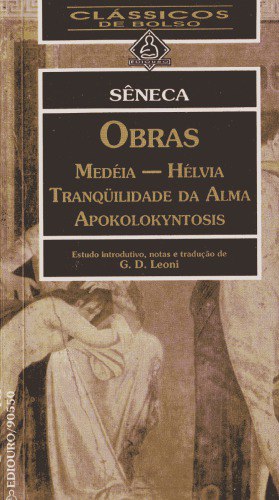 CLÁSSICOS
DE BOLSO
EDIOURO
SÊNECA
OBRAS
MEDÉIA — HÉLVIA
TRANQÜILIDADE DA ALMA
APOKOLOKYNTOSIS
Estudo introdutivo, notas e tradução de
G. D. Leoni
EDIOURO/90550